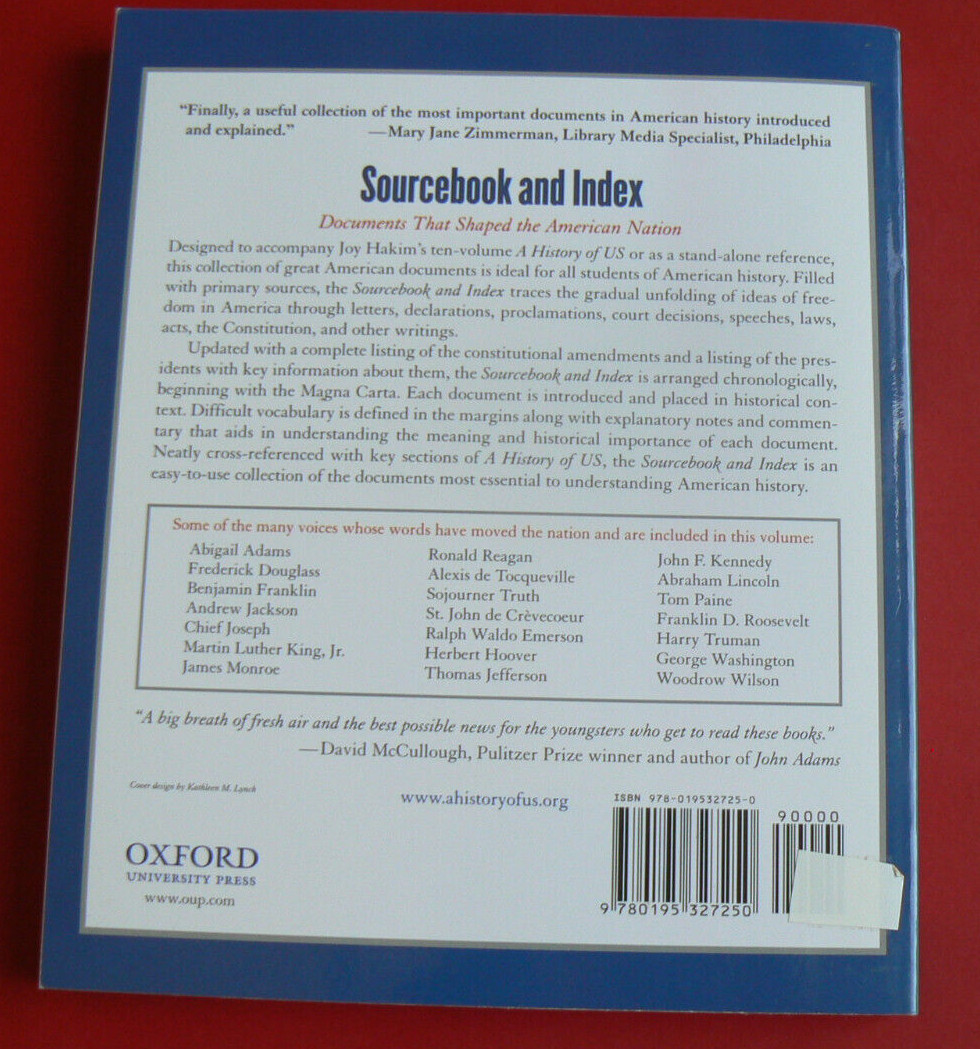 “Finally, a useful collection of the most important documents in American history introduced
and explained.” —Mary Jane Zimmerman, Library Media Specialist, Philadelphia
Sourcebook and Index
Documents That Shaped the American Nation
Designed to accompany Joy Hakim’s ten-volume A History of US or as a stand-alone reference,
this collection of great American documents is ideal for all students of American history. Filled
with primary sources, the Sourcebook and Index traces the gradual unfolding of ideas of free-
dom in America through letters, declarations, proclamations, court decisions, speeches, laws,
acts, the Constitution, and other writings.
Updated with a complete listing of the constitutional amendments and a listing of the pres-
idents with key information about them, the Sourcebook and Index is arranged chronologically,
beginning with the Magna Carta. Each document is introduced and placed in historical con-
text. Difficult vocabulary is defined in the margins along with explanatory notes and commen-
tary that aids in understanding the meaning and historical importance of each document.
Neatly cross-referenced with key sections of A History of US, the Sourcebook and Index is an
easy-to-use collection of the documents most essential to understanding American history.
Some of the many voices whose words have moved the nation and are included in this volume:
Abigail Adams
Frederick Douglass
Benjamin Franklin
Andrew Jackson
Chief Joseph
Martin Luther King, Jr.
James Monroe
Ronald Reagan
Alexis de Tocqueville
Sojourner Truth
St. John de Crèvecoeur
Ralph Waldo Emerson
Herbert Hoover
Thomas Jefferson
John F. Kennedy
Abraham Lincoln
Tom Paine
Franklin D. Roosevelt
Harry Truman
George Washington
Woodrow Wilson
“A big breath of fresh air and the best possible news for the youngsters who get to read these books.”
—David McCullough, Pulitzer Prize winner and author of John Adams
Cover design by Kathleen M. Lynch
www.ahistoryofus.org
OXFORD
UNIVERSITY PRESS
www.oup.com
ISBN 978-019532725-0
90000
9 780195 327250